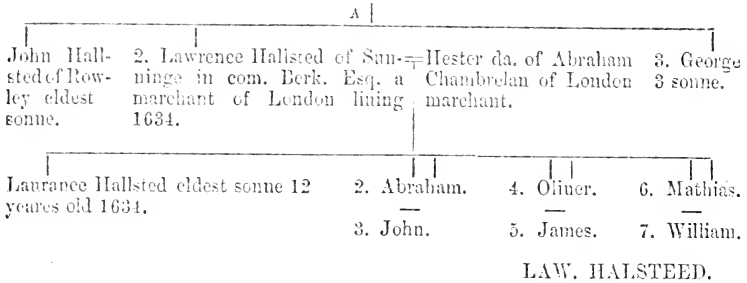 A
John Hall-
sted of Row-
ley eldest
sonne.
2. Lawrence Halisted of Sun-
ninge in com. Berk. Esq. a
marchant of London liuing
1634.
Hester da. of Abraham
Chambrelan of London
marchant.
3. George
3 sonne.
Laurance Hallsted eldest sonne 12
yeares old 1634.
2. Abraham.
3. John.
4. Oliuer.
5. James.
6. Mathias.
7. William.
LAW. HALSTEED.